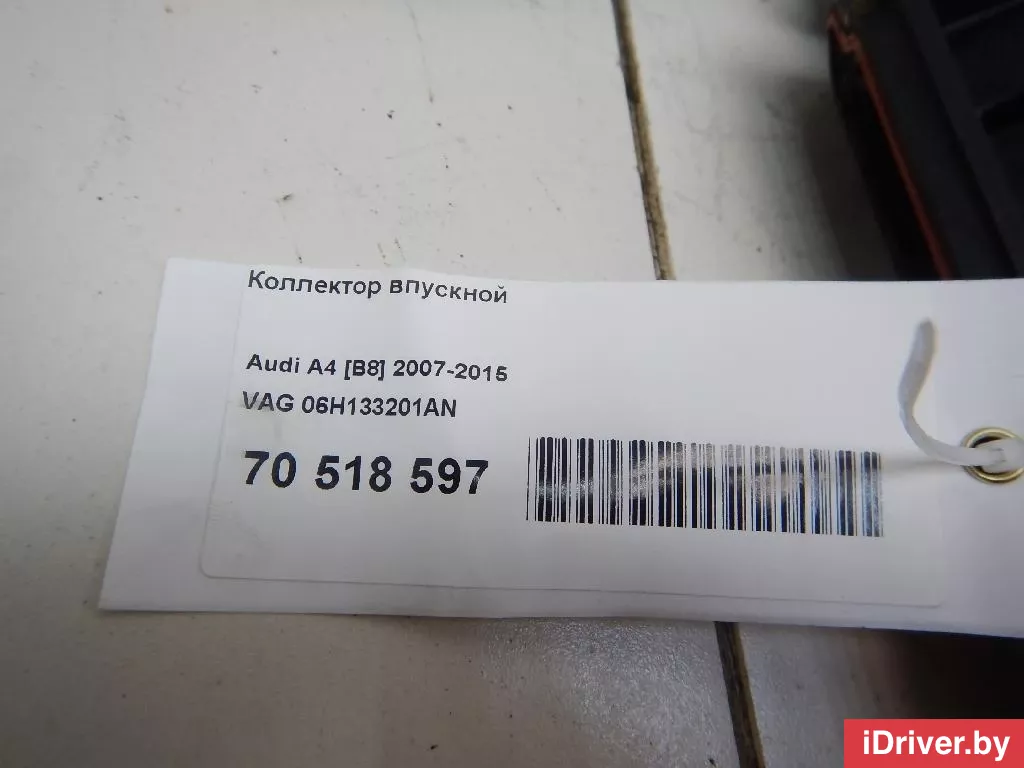 Коллектор впускной
Audi A4 [B8] 2007-2015
VAG 06H133201AN
70 518 597
iDriver.by